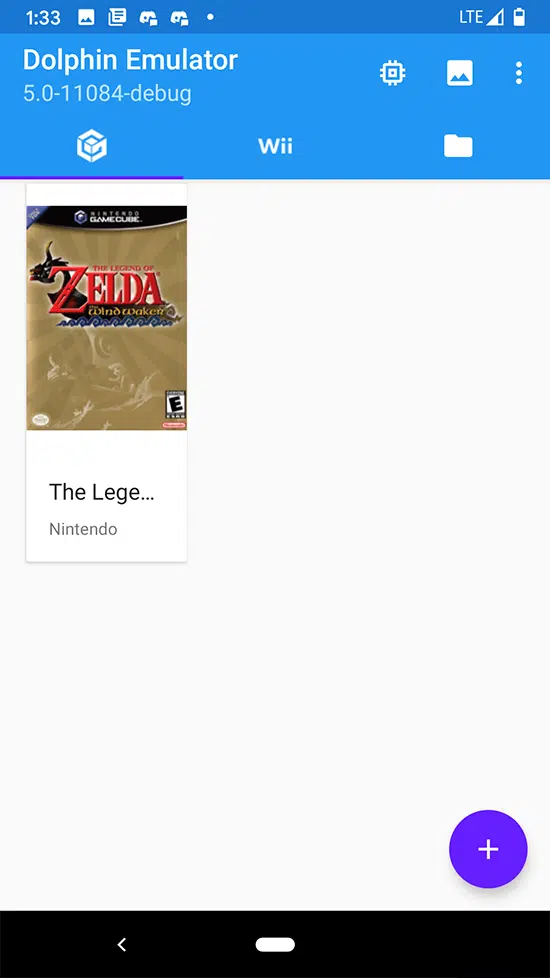 1:33
LTE
Dolphin Emulator
5.0-11084-debug
Wii
NINTENDO
GAMECUBE
THE LEGEND OF
ZELDA
The Wind Waker
E
Nintendo
The Lege...
Nintendo